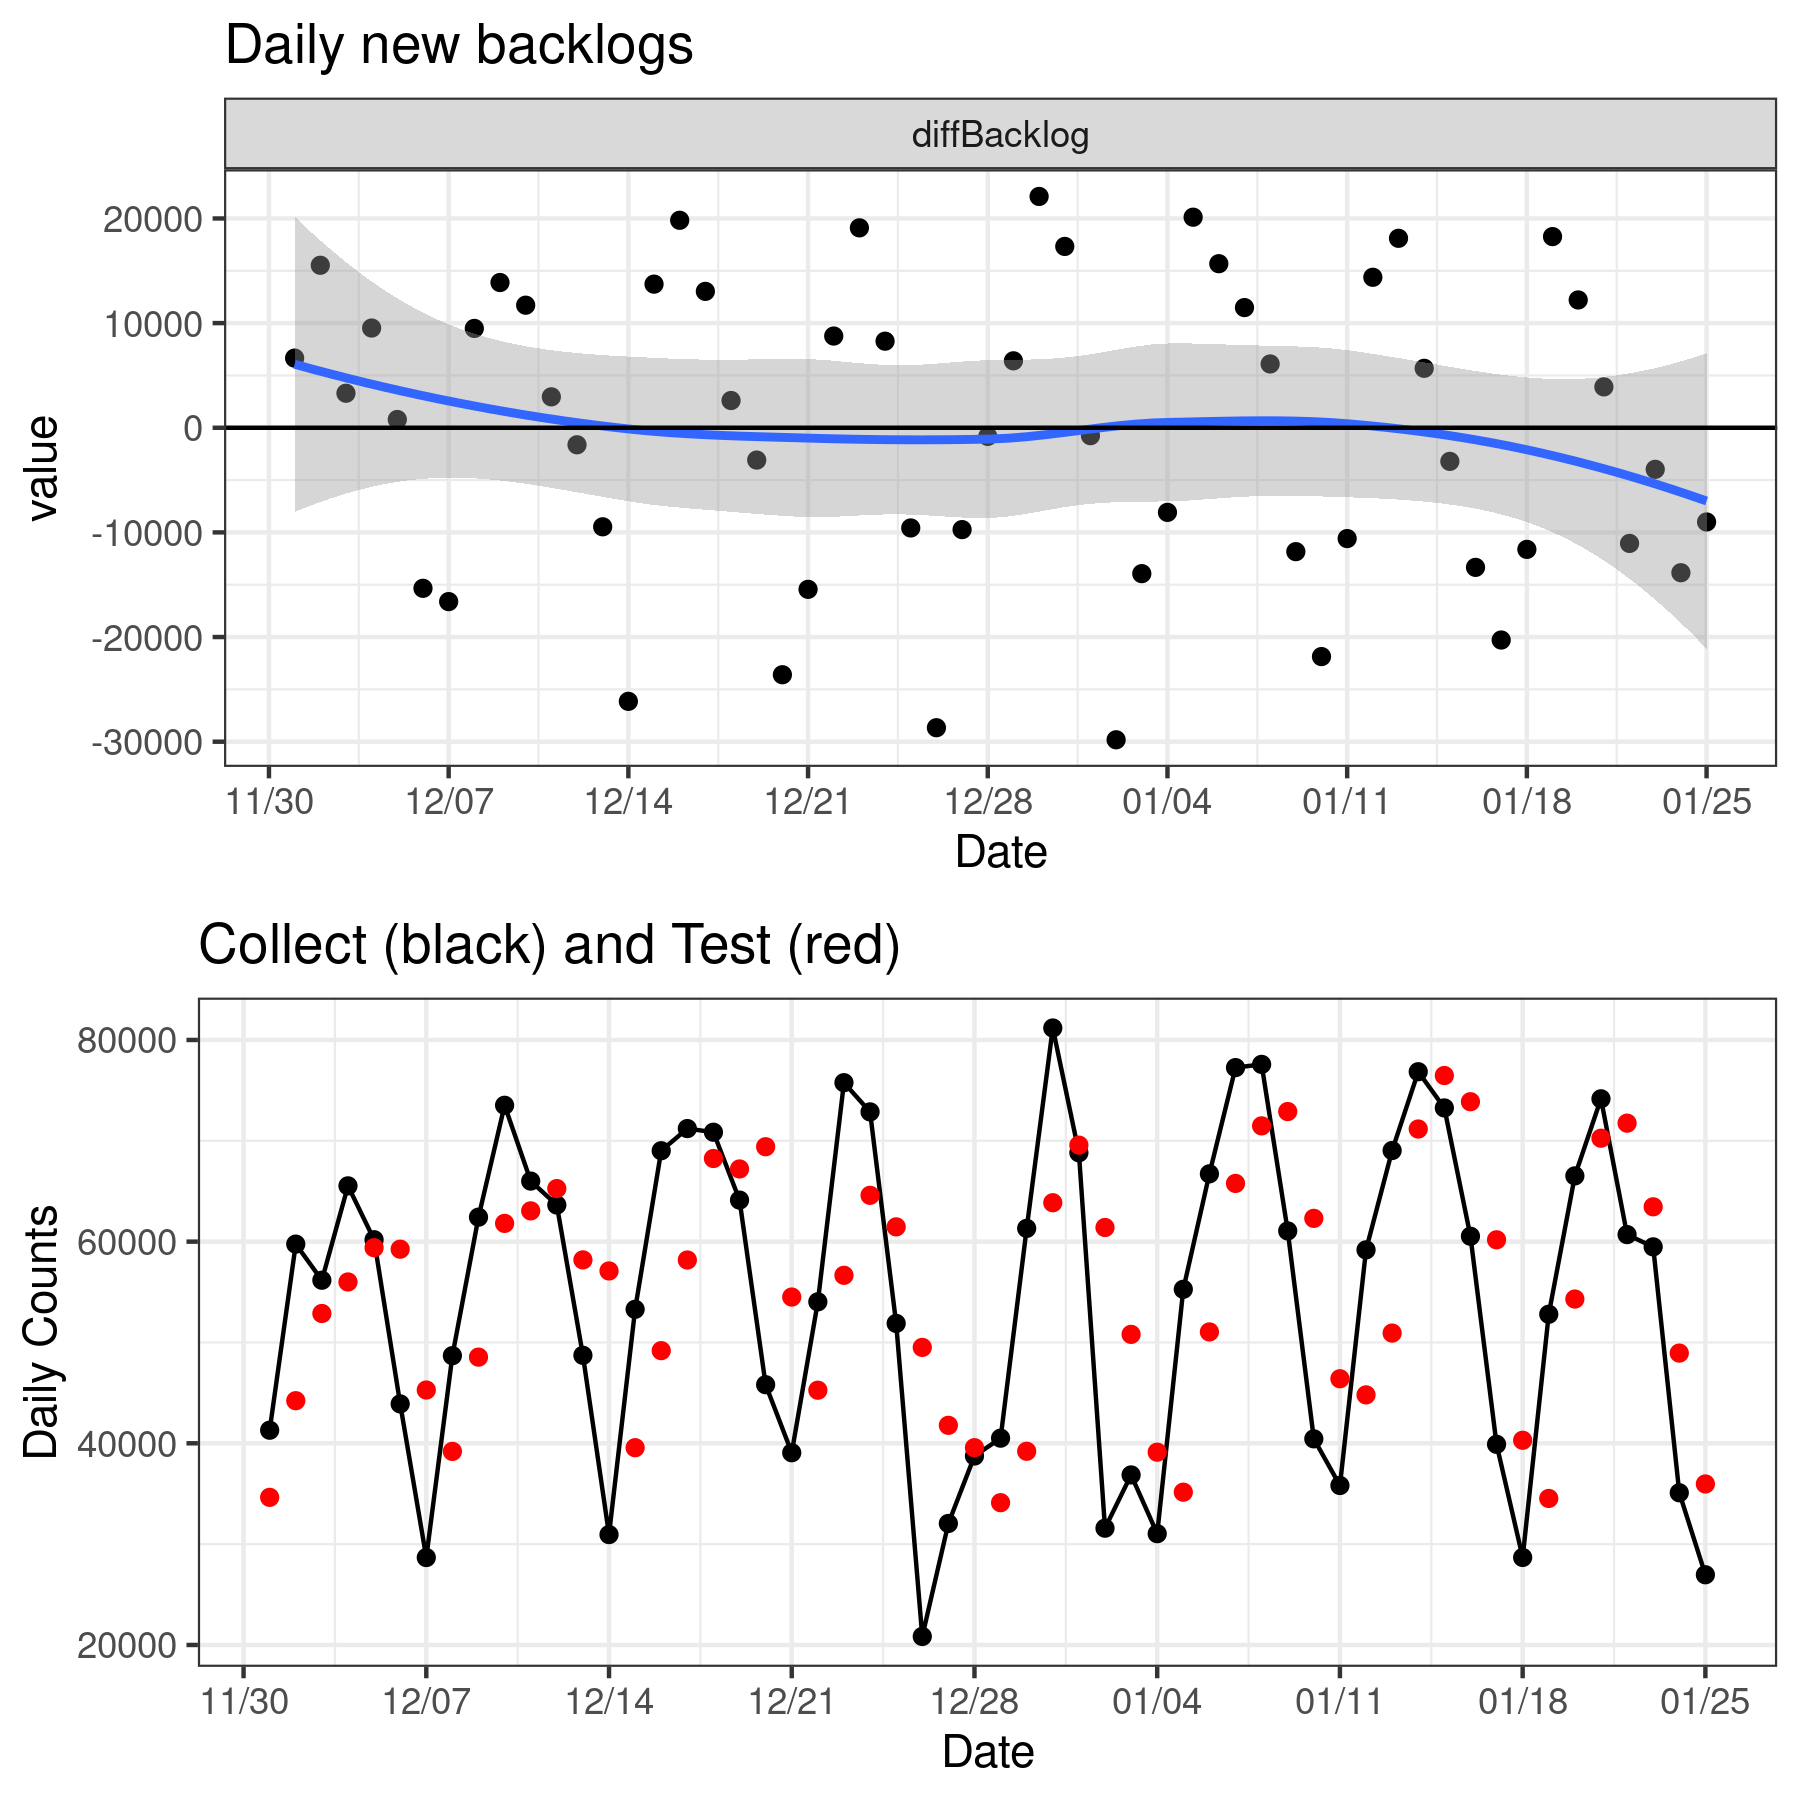 Daily new backlogs
diffBacklog
value
20000
10000
0
-10000
-20000
-30000
11/30 12/07 12/14 12/21 12/28 01/04 01/11 01/18 01/25
Date
Collect (black) and Test (red)
Daily Counts
80000
60000
40000
20000
11/30 12/07 12/14 12/21 12/28 01/04 01/11 01/18 01/25
Date